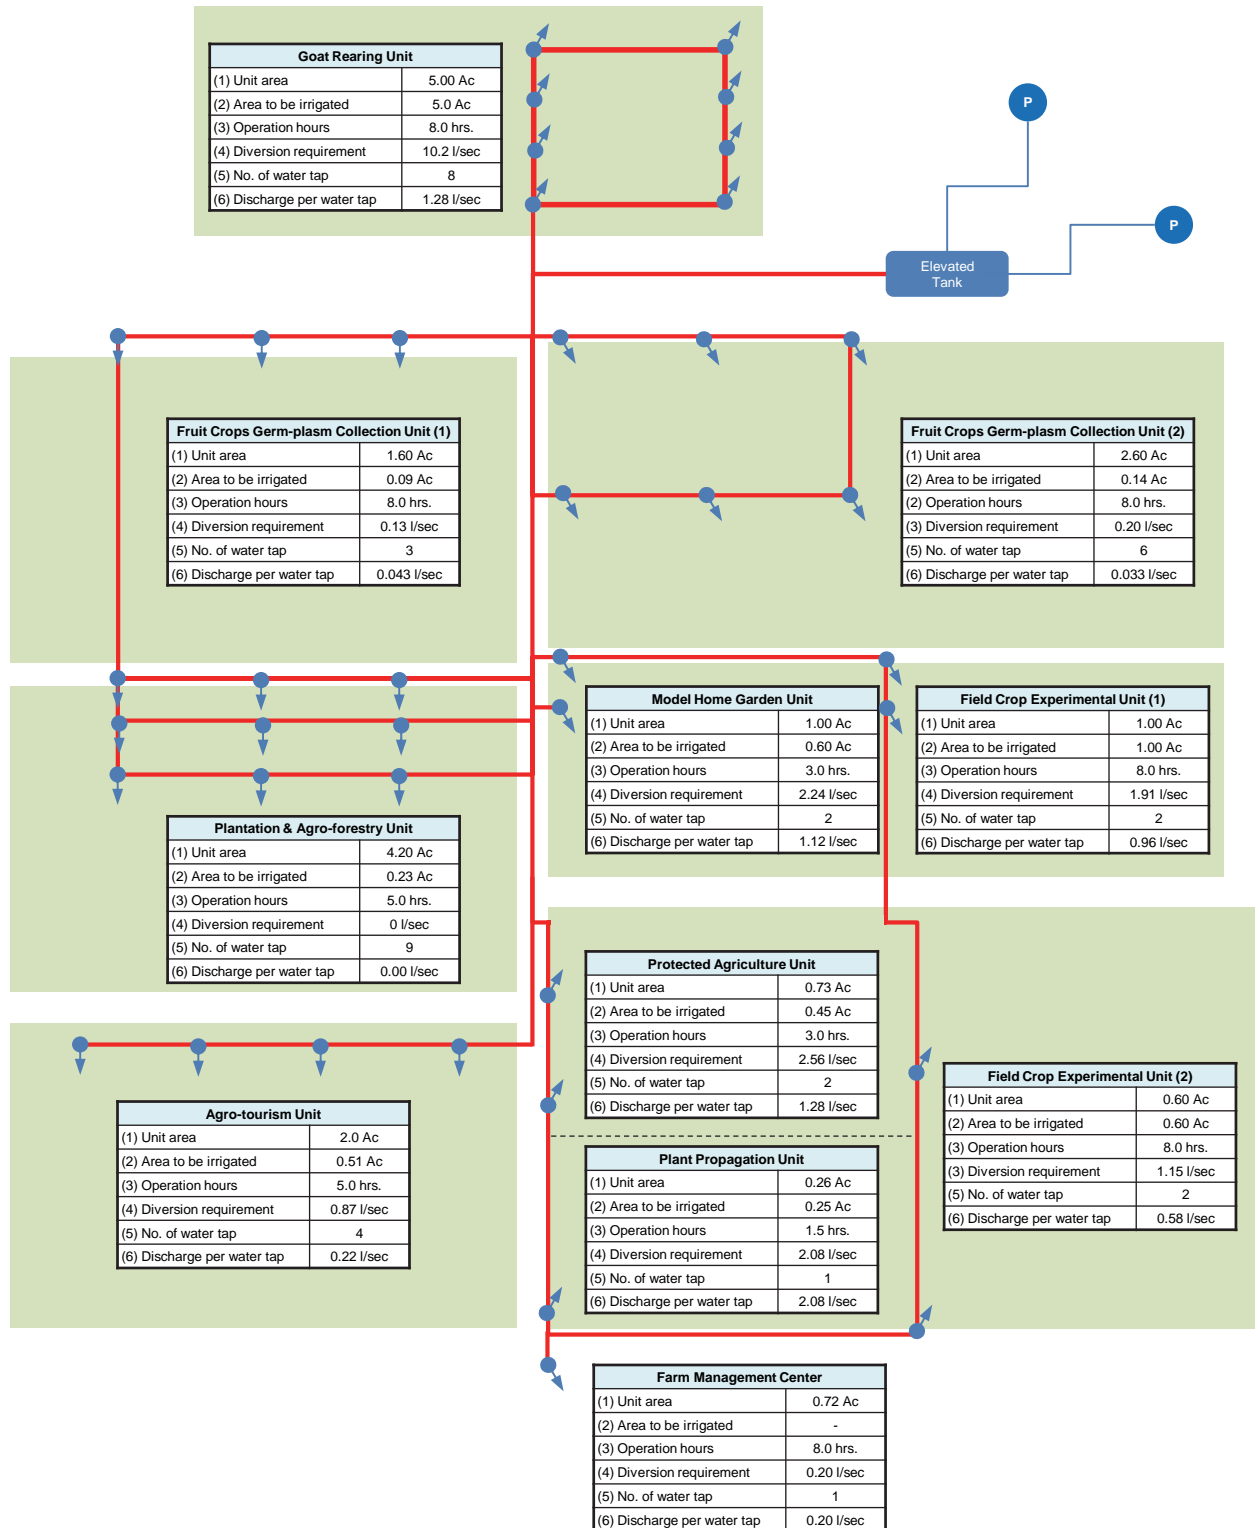 Goat Rearing Unit
(1) Unit area 5.00 Ac
(2) Area to be irrigated 5.0 Ac
(3) Operation hours 8.0 hrs.
(4) Diversion requirement 10.2 l/sec
(5) No. of water tap 8
(6) Discharge per water tap 1.28 l/sec
P
P
Elevated
Tank
Fruit Crops Germ-plasm Collection Unit (1)
(1) Unit area 1.60 Ac
(2) Area to be irrigated 0.09 Ac
(3) Operation hours 8.0 hrs.
(4) Diversion requirement 0.13 l/sec
(5) No. of water tap 3
(6) Discharge per water tap 0.043 l/sec
Fruit Crops Germ-plasm Collection Unit (2)
(1) Unit area 2.60 Ac
(2) Area to be irrigated 0.14 Ac
(2) Operation hours 8.0 hrs.
(3) Diversion requirement 0.20 l/sec
(5) No. of water tap 6
(6) Discharge per water tap 0.033 l/sec
Model Home Garden Unit
(1) Unit area 1.00 Ac
(2) Area to be irrigated 0.60 Ac
(3) Operation hours 3.0 hrs.
(4) Diversion requirement 2.24 l/sec
(5) No. of water tap 2
(6) Discharge per water tap 1.12 l/sec
Field Crop Experimental Unit (1)
(1) Unit area 1.00 Ac
(2) Area to be irrigated 1.00 Ac
(3) Operation hours 8.0 hrs.
(4) Diversion requirement 1.91 l/sec
(5) No. of water tap 2
(6) Discharge per water tap 0.96 l/sec
Plantation & Agro-forestry Unit
(1) Unit area 4.20 Ac
(2) Area to be irrigated 0.23 Ac
(3) Operation hours 5.0 hrs.
(4) Diversion requirement 0 l/sec
(5) No. of water tap 9
(6) Discharge per water tap 0.00 l/sec
Protected Agriculture Unit
(1) Unit area 0.73 Ac
(2) Area to be irrigated 0.45 Ac
(3) Operation hours 3.0 hrs.
(4) Diversion requirement 2.56 l/sec
(5) No. of water tap 2
(6) Discharge per water tap 1.28 l/sec
Field Crop Experimental Unit (2)
(1) Unit area 0.60 Ac
(2) Area to be irrigated 0.60 Ac
(3) Operation hours 8.0 hrs.
(3) Diversion requirement 1.15 l/sec
(5) No. of water tap 2
(6) Discharge per water tap 0.58 l/sec
Agro-tourism Unit
(1) Unit area 2.0 Ac
(2) Area to be irrigated 0.51 Ac
(3) Operation hours 5.0 hrs.
(4) Diversion requirement 0.87 l/sec
(5) No. of water tap 4
(6) Discharge per water tap 0.22 l/sec
Plant Propagation Unit
(1) Unit area 0.26 Ac
(2) Area to be irrigated 0.25 Ac
(3) Operation hours 1.5 hrs.
(4) Diversion requirement 2.08 l/sec
(5) No. of water tap 1
(6) Discharge per water tap 2.08 l/sec
Farm Management Center
(1) Unit area 0.72 Ac
(2) Area to be irrigated -
(3) Operation hours 8.0 hrs.
(4) Diversion requirement 0.20 l/sec
(5) No. of water tap 1
(6) Discharge per water tap 0.20 l/sec